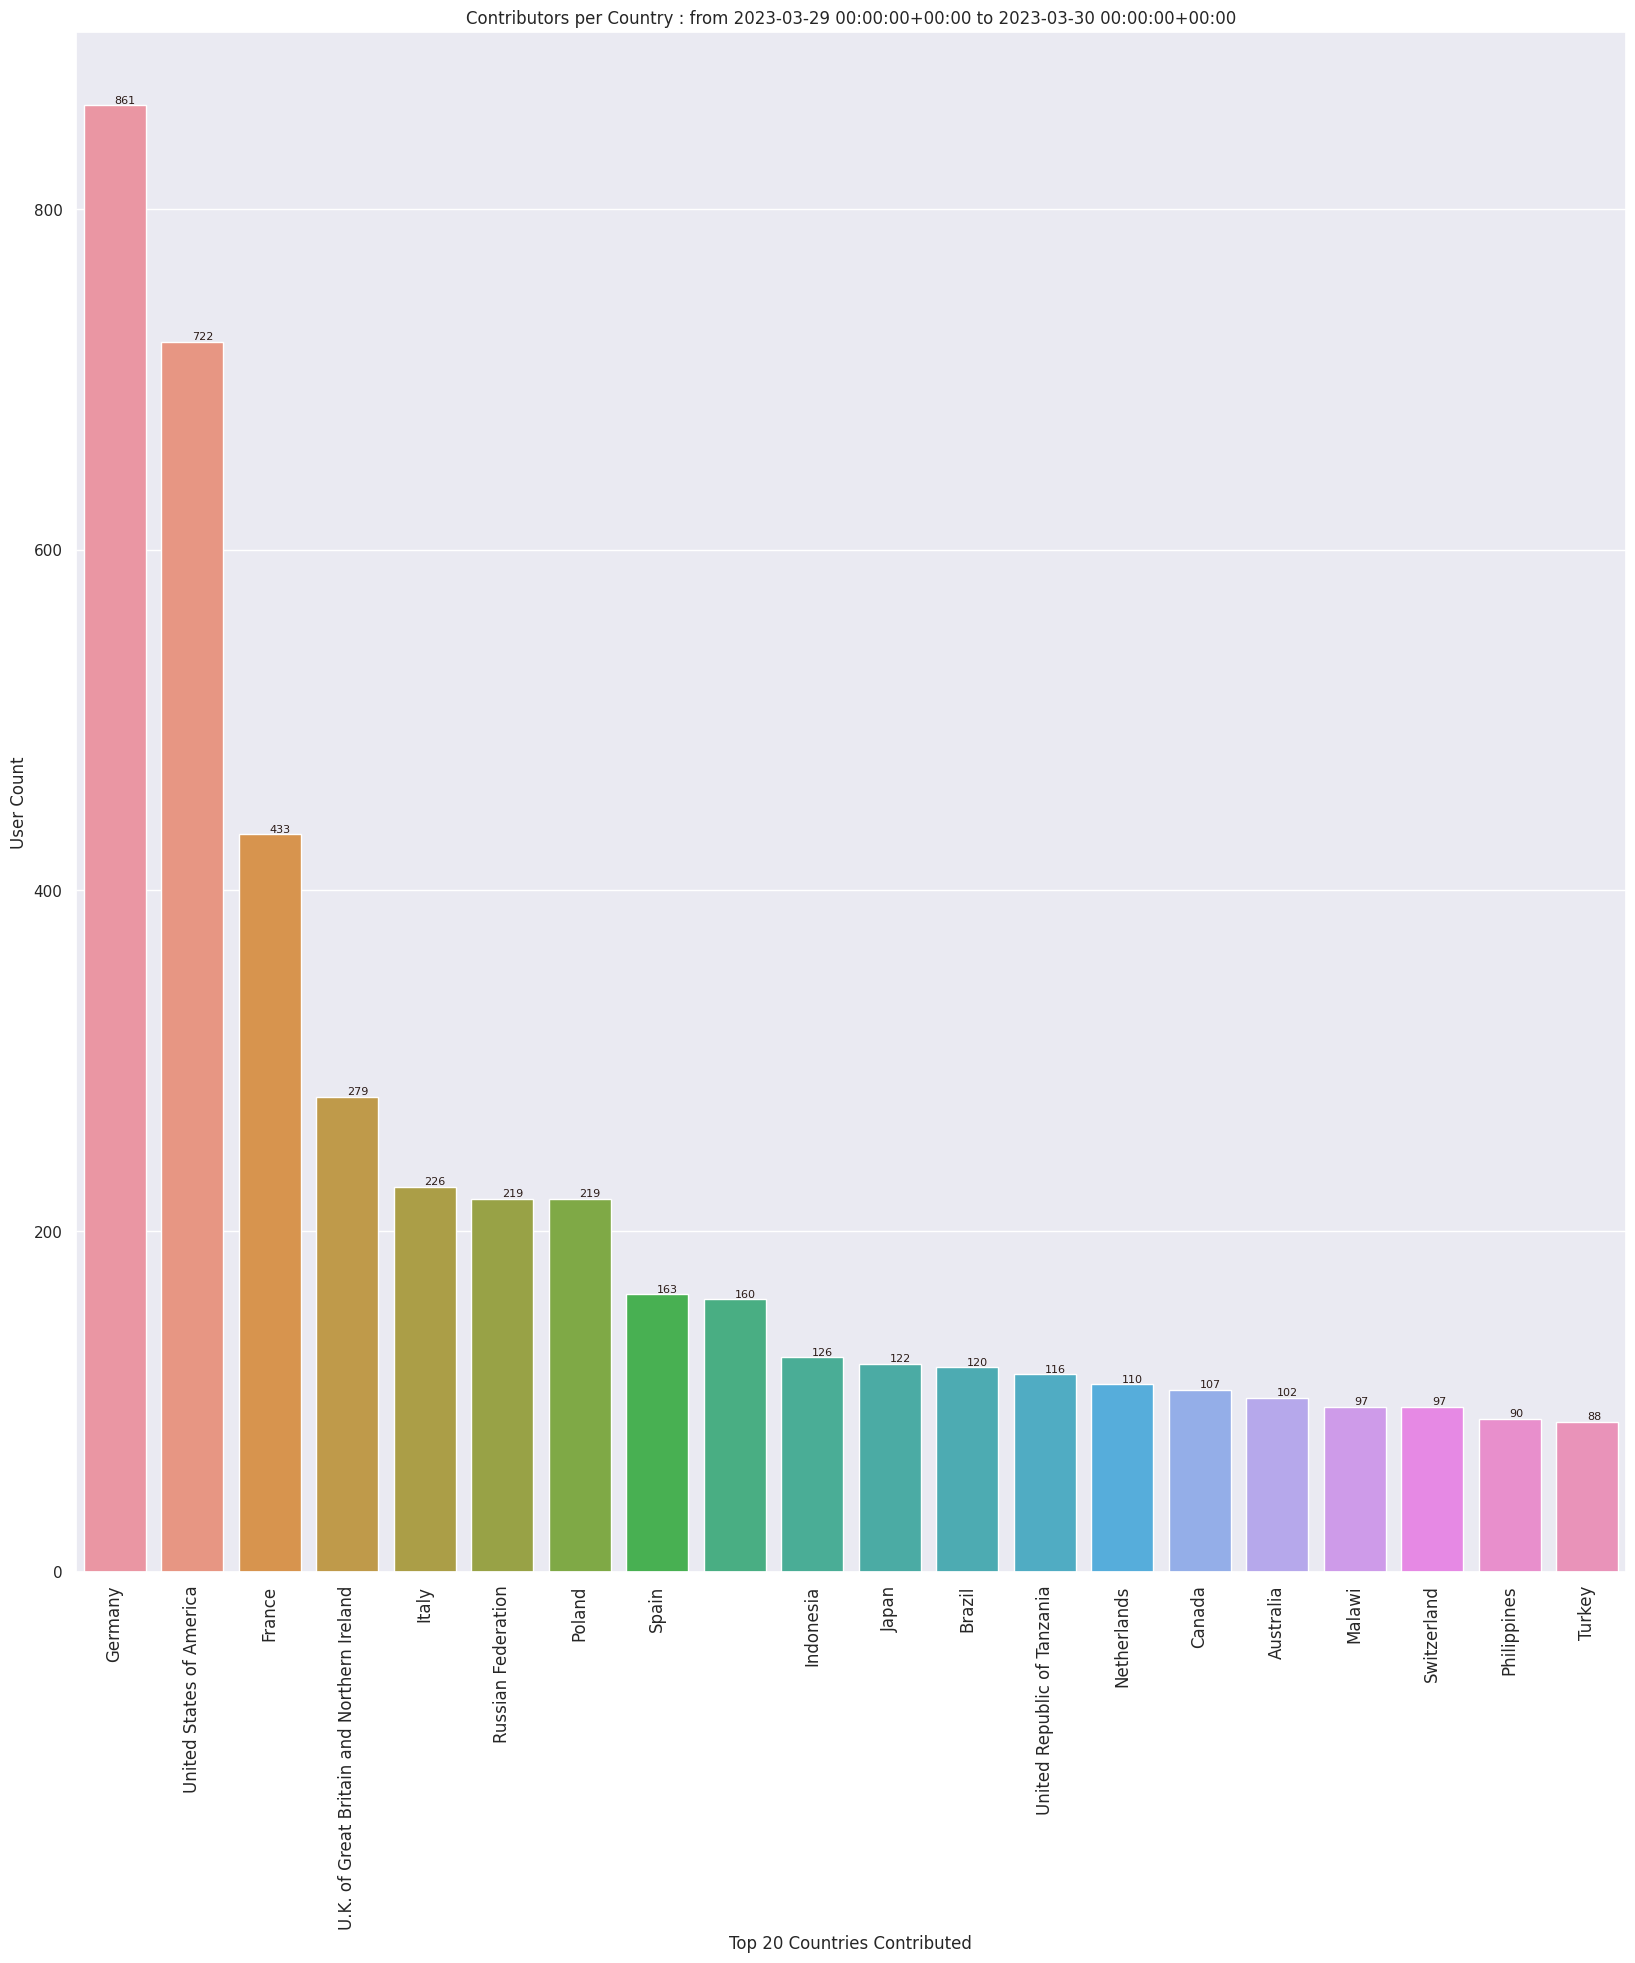 Contributors per Country : from 2023-03-29 00:00:00+00:00 to 2023-03-30 00:00:00+00:00
User Count
800
600
400
200
0
861
722
433
279
226
219
219
163
160
126
122
120
116
110
107
102
97
97
90
88
Germany
United States of America
France
U.K. of Great Britain and Northern Ireland
Italy
Russian Federation
Poland
Spain
Indonesia
Japan
Brazil
United Republic of Tanzania
Netherlands
Canada
Australia
Malawi
Switzerland
Philippines
Turkey
Top 20 Countries Contributed